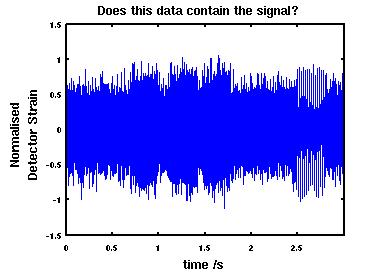 Does this data contain the signal?
1.5
1
0.5
0
-0.5
-1
-1.5
Normalised
Detector Strain
0 0.5 1 1.5 2 2.5
time /s